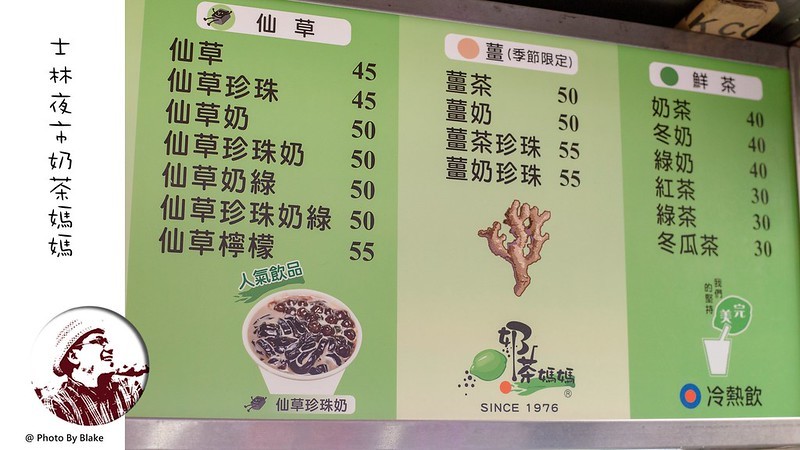 士林夜市奶茶媽媽
仙草
仙草 45
仙草珍珠 45
仙草奶 50
仙草珍珠奶 50
仙草奶綠 50
仙草珍珠奶綠 50
仙草檸檬 55
人氣飲品
仙草珍珠奶
薑(季節限定)
薑茶 50
薑奶 50
薑茶珍珠 55
薑奶珍珠 55
奶茶媽媽®
SINCE 1976
鮮茶
奶茶 40
冬奶 40
綠奶 40
紅茶 30
綠茶 30
冬瓜茶 30
我們的堅持
完美
冷熱飲
@ Photo By Blake